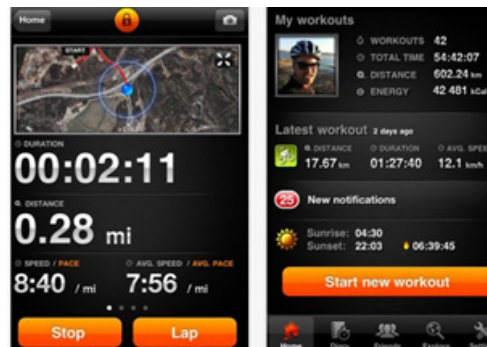 Home
START
DURATION
00:02:11
DISTANCE
0.28 mi
SPEED / PACE
AVG. SPEED / AVG. PACE
8:40 / mi
7:56 / mi
Stop
Lap
My workouts
WORKOUTS 42
TOTAL TIME 54:42:07
DISTANCE 602.24 km
ENERGY 42 481 kCal
Latest workout 2 days ago
DISTANCE
DURATION
AVG. SPEE
17.67 km
01:27:40
12.1 km/h
25
New notifications
Sunrise: 04:30
Sunset: 22:03
06:39:45
Start new workout
Home
Diary
Friends
Explore